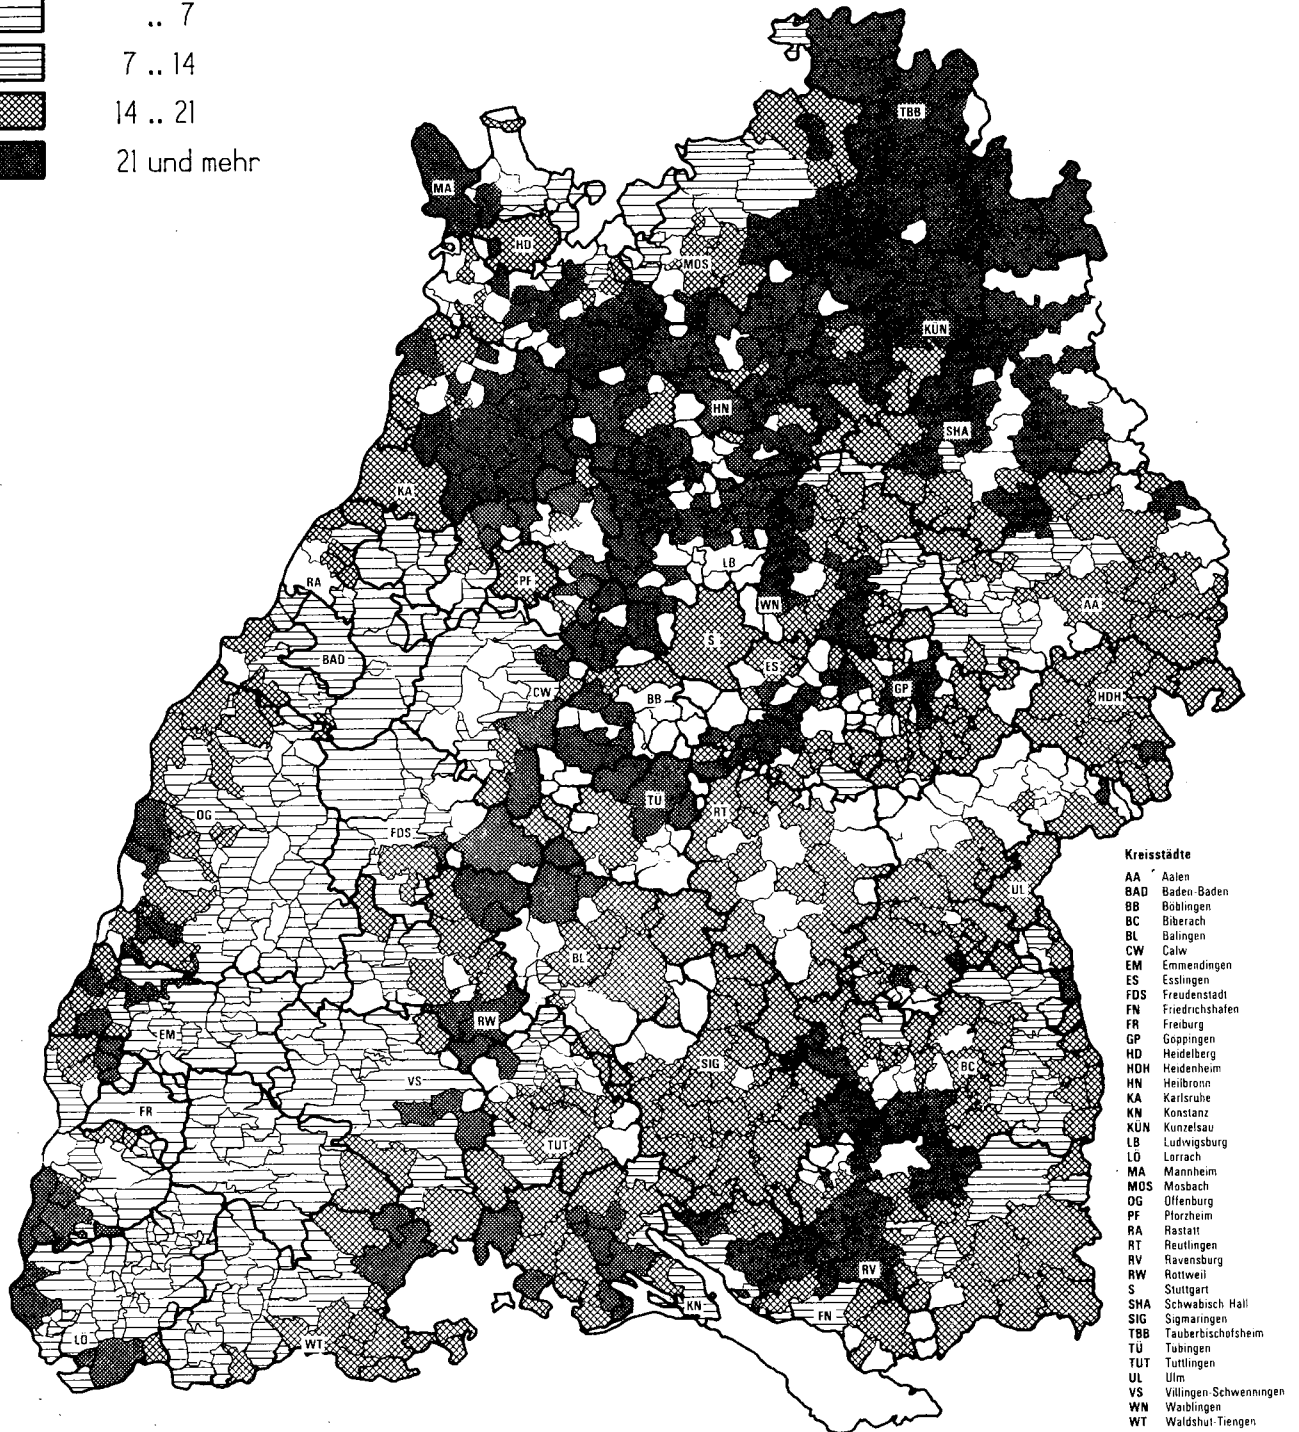 .. 7
7 .. 14
14 .. 21
21 und mehr
TBB
MA
HD
MOS
KÜN
HN
SHA
KA
LB
RA
PF
WN
AA
S
BAD
ES
CW
BB
GP
HDH
TÜ
RT
OG
FDS
UL
BL
RW
EM
SIG
BC
VS
FR
TUT
RV
KN
FN
LÖ
WT
Kreisstädte
AA Aalen
BAD Baden-Baden
BB Böblingen
BC Biberach
BL Balingen
CW Calw
EM Emmendingen
ES Esslingen
FDS Freudenstadt
FN Friedrichshafen
FR Freiburg
GP Göppingen
HD Heidelberg
HDH Heidenheim
HN Heilbronn
KA Karlsruhe
KN Konstanz
KÜN Kunzelsau
LB Ludwigsburg
LÖ Lorrach
MA Mannheim
MOS Mosbach
OG Offenburg
PF Pforzheim
RA Rastatt
RT Reutlingen
RV Ravensburg
RW Rottweil
S Stuttgart
SHA Schwabisch Hall
SIG Sigmaringen
TBB Tauberbischofsheim
TÜ Tübingen
TUT Tuttlingen
UL Ulm
VS Villingen-Schwenningen
WN Waiblingen
WT Waldshut-Tiengen